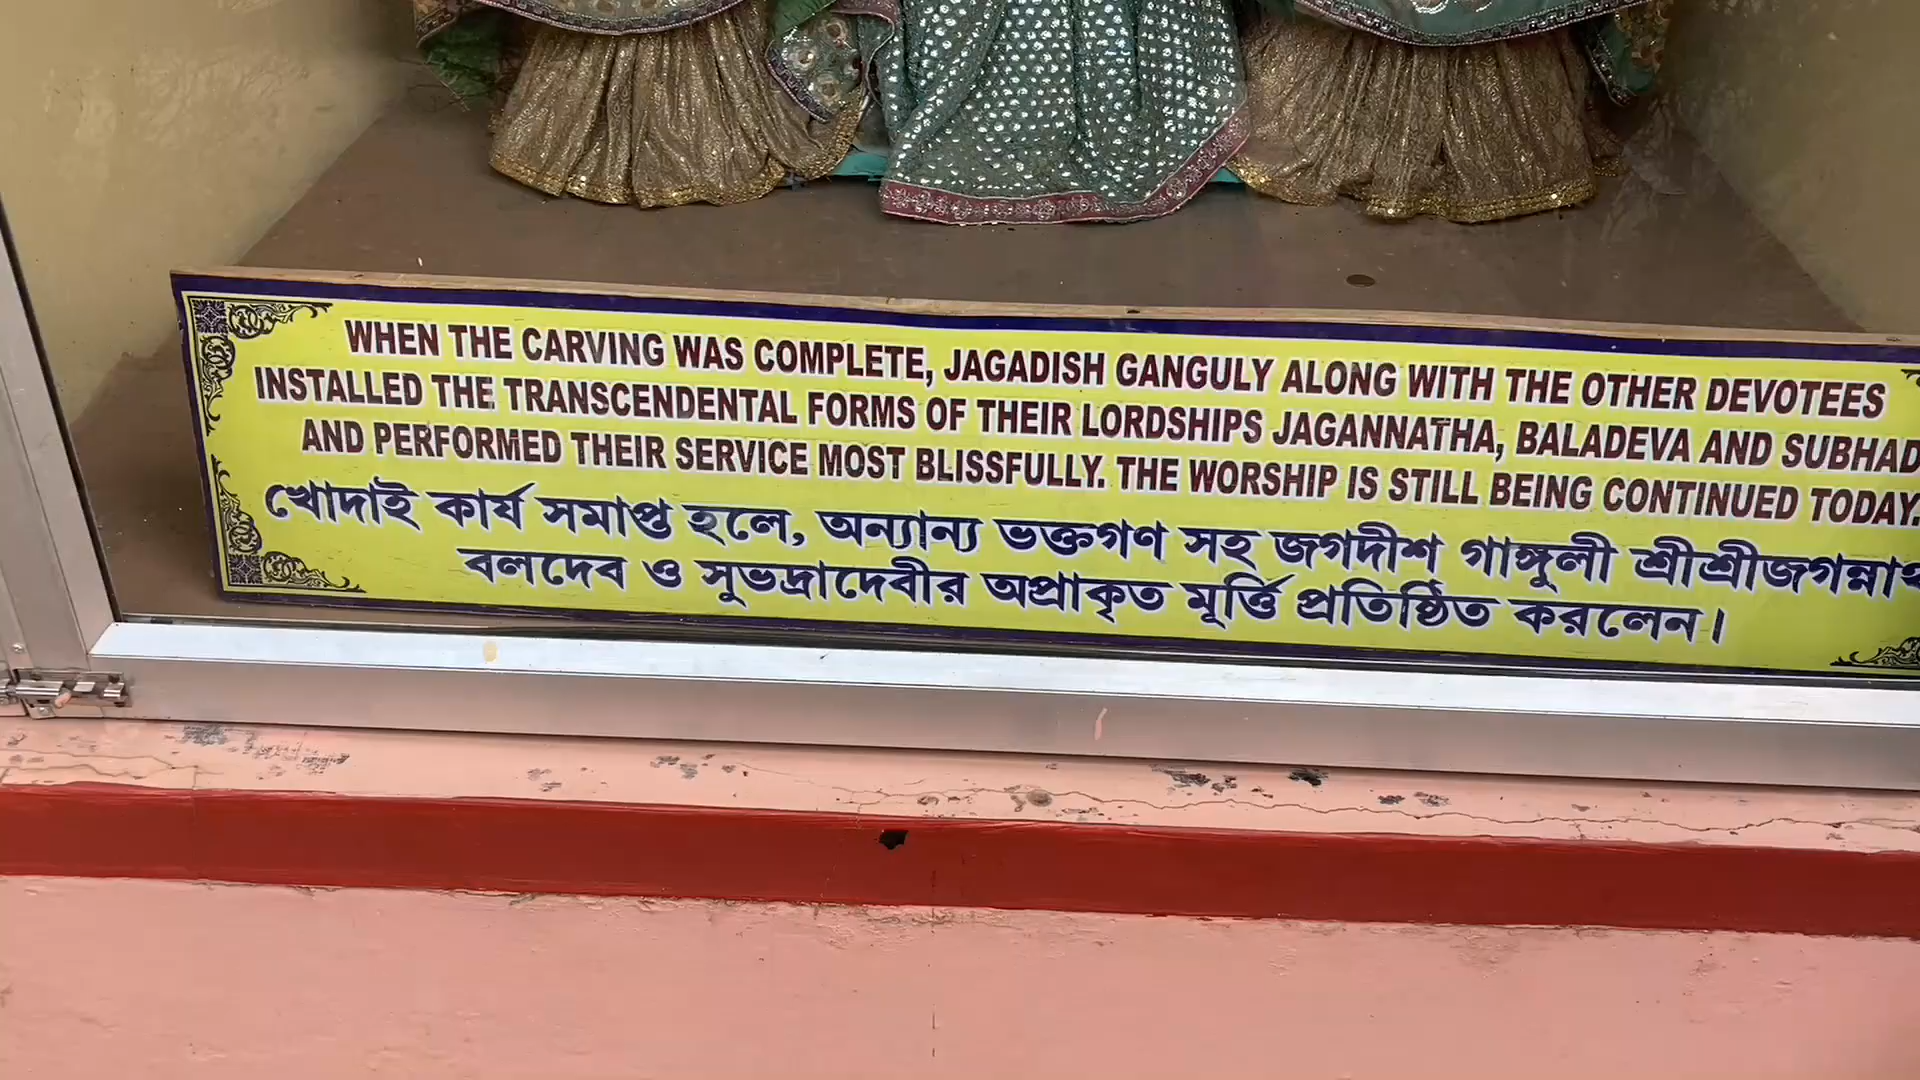 WHEN THE CARVING WAS COMPLETE, JAGADISH GANGULY ALONG WITH THE OTHER DEVOTEES
INSTALLED THE TRANSCENDENTAL FORMS OF THEIR LORDSHIPS JAGANNATHA, BALADEVA AND
AND PERFORMED THEIR SERVICE MOST BLISSFULLY. THE WORSHIP IS STILL BEING CONTINUED TODAY.
খোদাই কার্য সমাপ্ত হলে, অন্যান্য ভক্তগণ সহ জগদীশ গাঙ্গুলী
বলদেব ও সুভদ্রাদেবীর অপ্রাকৃত মূর্ত্তি প্রতিষ্ঠিত করলেন।